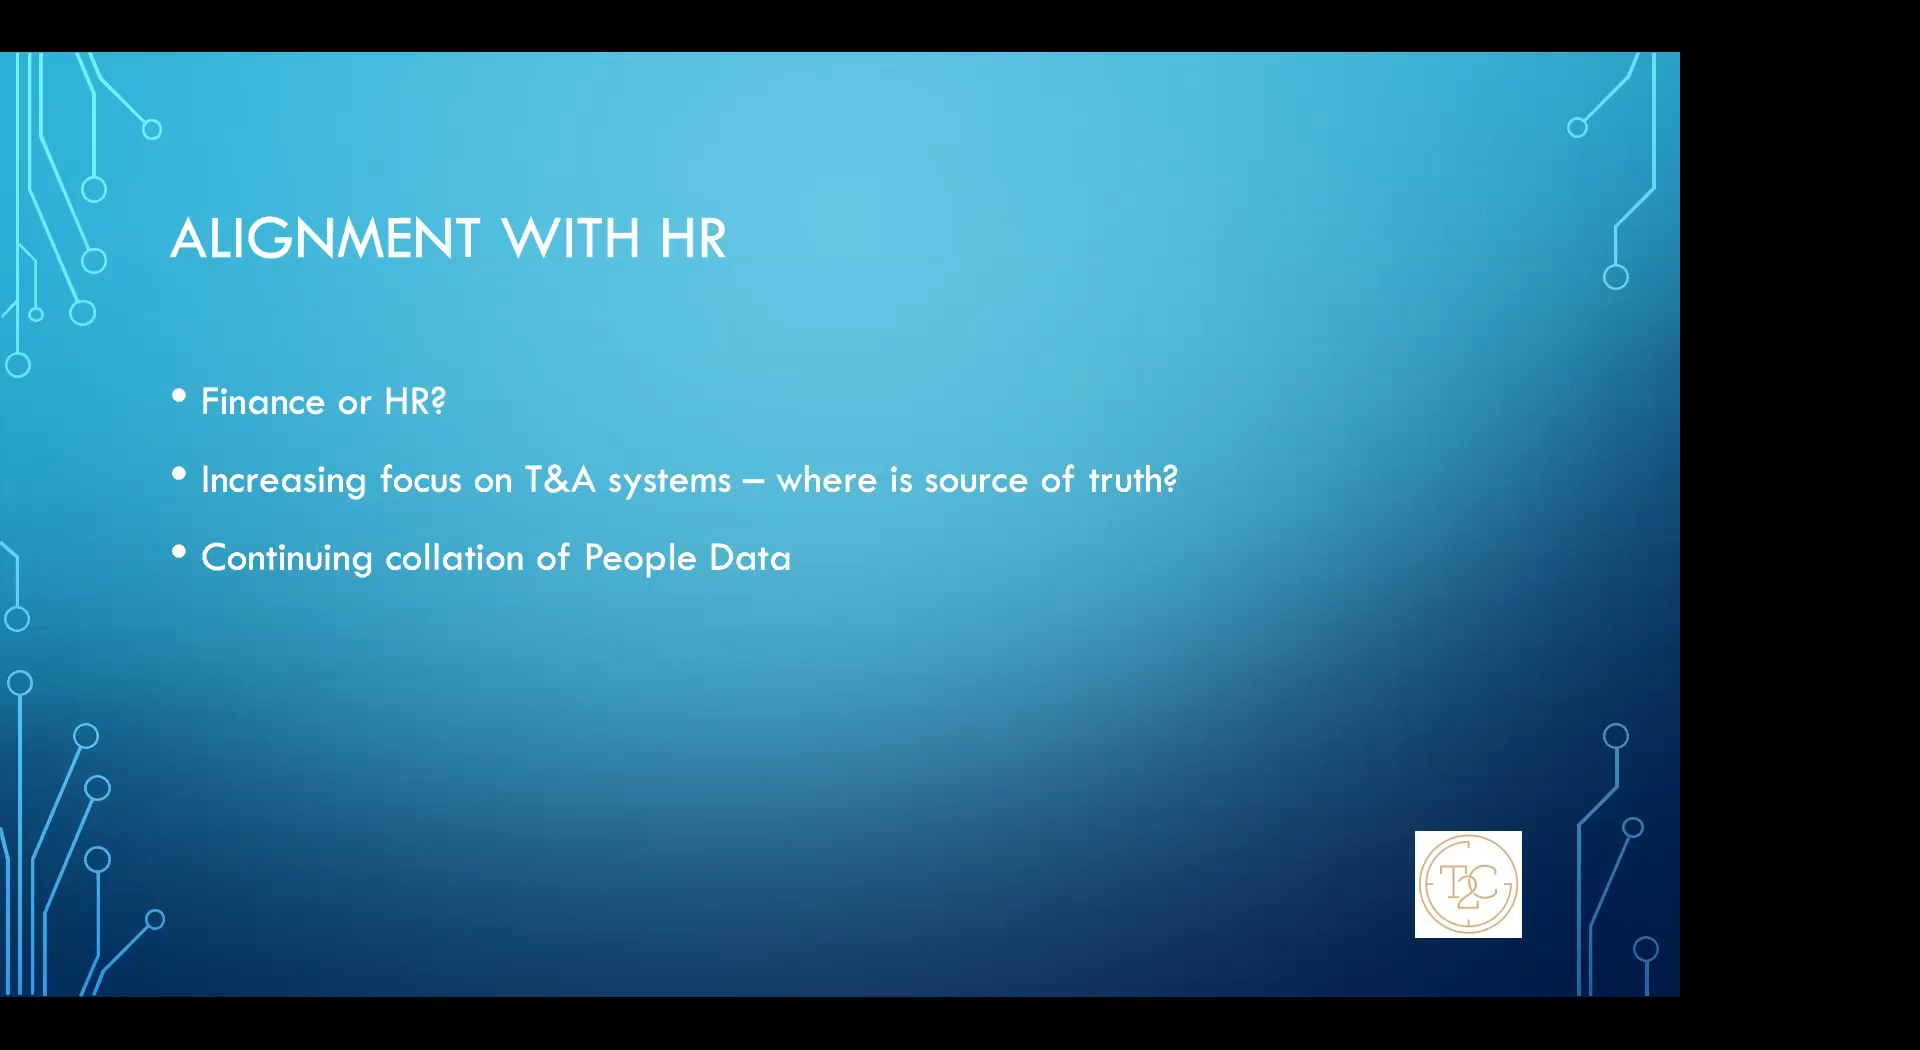 ALIGNMENT WITH HR
• Finance or HR?
• Increasing focus on T&A systems – where is source of truth?
• Continuing collation of People Data
T2C